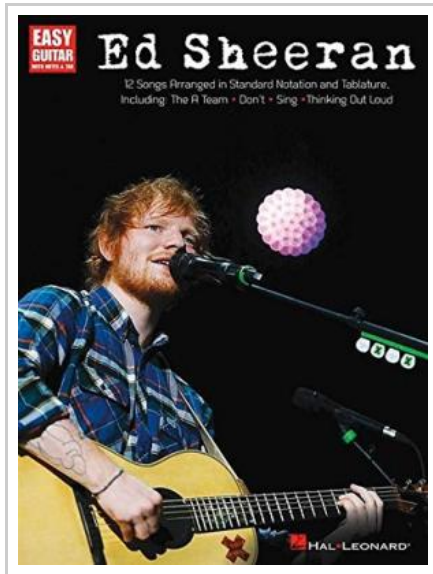 EASY
GUITAR
WITH NOTES & TAB
Ed Sheeran
12 Songs Arranged in Standard Notation and Tablature,
Including: The A Team • Don't • Sing • Thinking Out Loud
HAL•LEONARD®